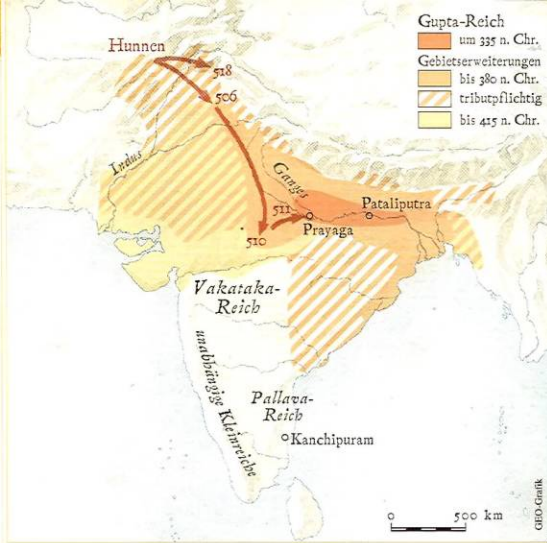 Gupta-Reich
um 335 n. Chr.
Gebietserweiterungen
bis 380 n. Chr.
tributpflichtig
bis 415 n. Chr.
Hunnen
518
506
Indus
Ganges
511
510
Prayaga
Pataliputra
Vakataka-
Reich
unabhängige Kleinreiche
Pallava-
Reich
Kanchipuram
0 500 km
GEO-Grafik